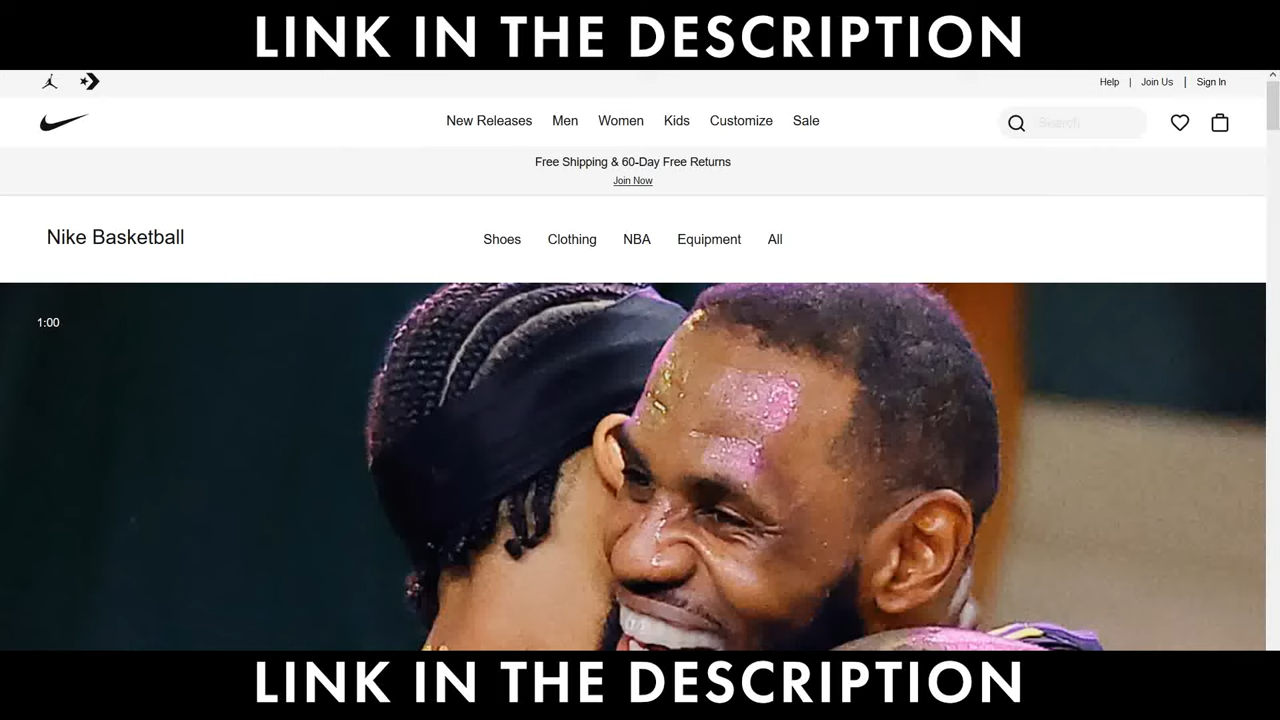 LINK IN THE DESCRIPTION
Help | Join Us | Sign In
New Releases Men Women Kids Customize Sale
Search
Free Shipping & 60-Day Free Returns
Join Now
Nike Basketball
Shoes Clothing NBA Equipment All
1:00
LINK IN THE DESCRIPTION